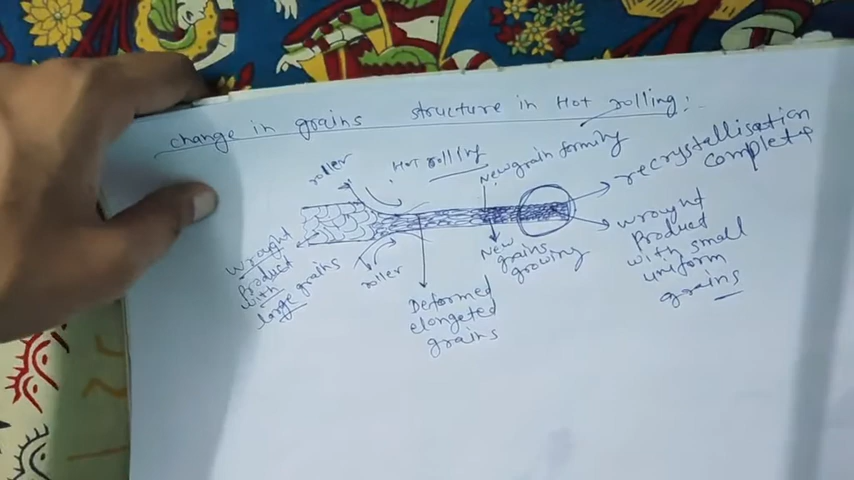 change in grains structure in Hot rolling:
roller
Hot rolling
New grain forming
recrystallisation
complete
wrought
Product
with
large grains
roller
Deformed
elongeted
grains
New
grains
growing
wrought
Product
with small
uniform
grains